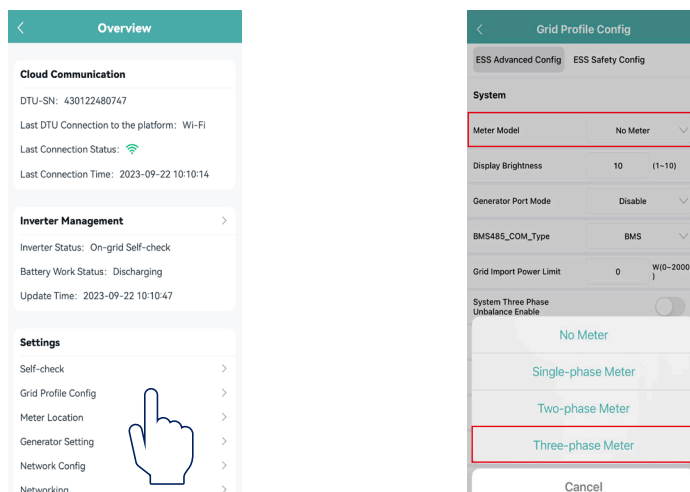 Overview
Cloud Communication
DTU-SN: 430122480747
Last DTU Connection to the platform: Wi-Fi
Last Connection Status:
Last Connection Time: 2023-09-22 10:10:14
Inverter Management
Inverter Status: On-grid Self-check
Battery Work Status: Discharging
Update Time: 2023-09-22 10:10:47
Settings
Self-check
Grid Profile Config
Meter Location
Generator Setting
Network Config
Networking
Grid Profile Config
ESS Advanced Config ESS Safety Config
System
Meter Model No Meter
Display Brightness 10 (1~10)
Generator Port Mode Disable
BMS485_COM_Type BMS
Grid Import Power Limit 0 W(0~2000
)
System Three Phase
Unbalance Enable
No Meter
Single-phase Meter
Two-phase Meter
Three-phase Meter
Cancel